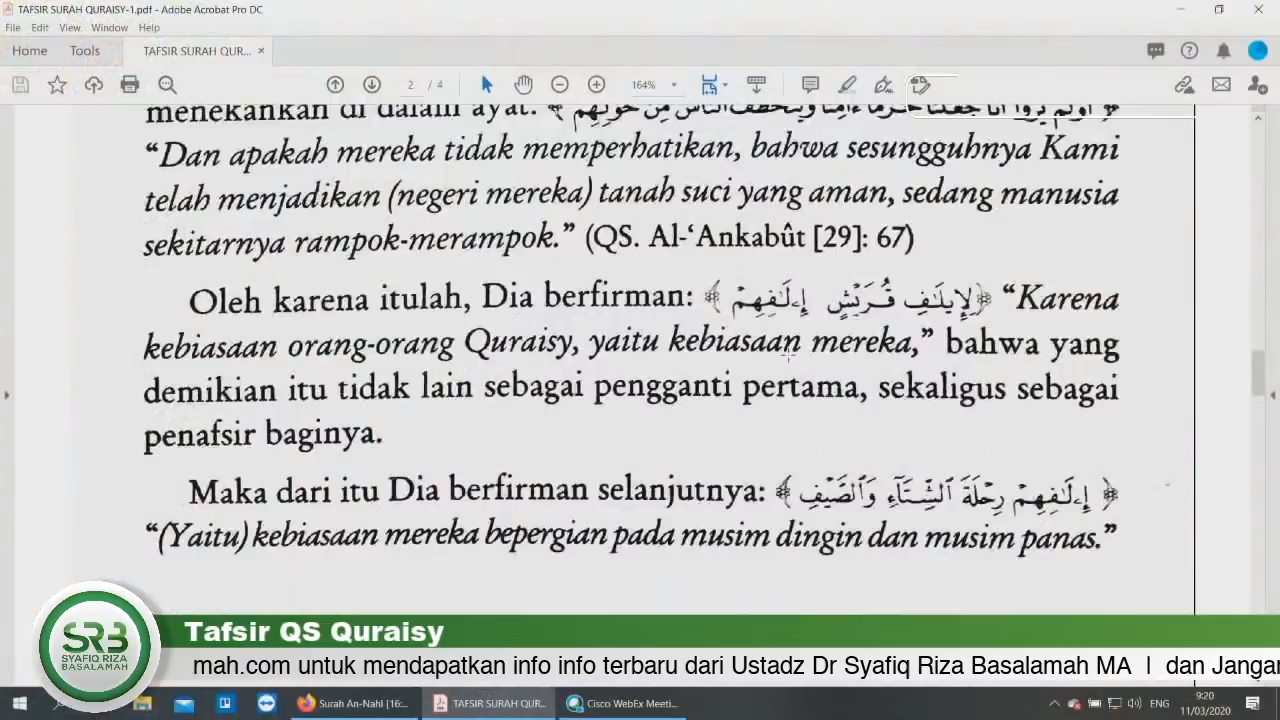 TAFSIR SURAH QURAISY-1.pdf - Adobe Acrobat Pro DC
File Edit View Window Help
Home Tools TAFSIR SURAH QUR... ×
2 / 4 164%
menekankan di dalam ayat: ﴿ أَوَلَمْ يَرَوْا أَنَّا جَعَلْنَا حَرَمًا ءَامِنًا وَيُتَخَطَّفُ النَّاسُ مِنْ حَوْلِهِمْ ﴾
“Dan apakah mereka tidak memperhatikan, bahwa sesungguhnya Kami
telah menjadikan (negeri mereka) tanah suci yang aman, sedang manusia
sekitarnya rampok-merampok.” (QS. Al-‘Ankabût [29]: 67)
Oleh karena itulah, Dia berfirman: ﴿ لِإِيلَٰفِ قُرَيْشٍ إِۦلَٰفِهِمْ ﴾ “Karena
kebiasaan orang-orang Quraisy, yaitu kebiasaan mereka,” bahwa yang
demikian itu tidak lain sebagai pengganti pertama, sekaligus sebagai
penafsir baginya.
Maka dari itu Dia berfirman selanjutnya: ﴿ إِۦلَٰفِهِمْ رِحْلَةَ ٱلشِّتَآءِ وَٱلصَّيْفِ ﴾
“(Yaitu) kebiasaan mereka bepergian pada musim dingin dan musim panas.”
SRB
SYAFIQ RIZA
BASALAMAH
Tafsir QS Quraisy
mah.com untuk mendapatkan info info terbaru dari Ustadz Dr Syafiq Riza Basalamah MA | dan Jangan
Surah An-Nahl [16:... TAFSIR SURAH QUR... Cisco WebEx Meeti... ENG
9:20
11/03/2020